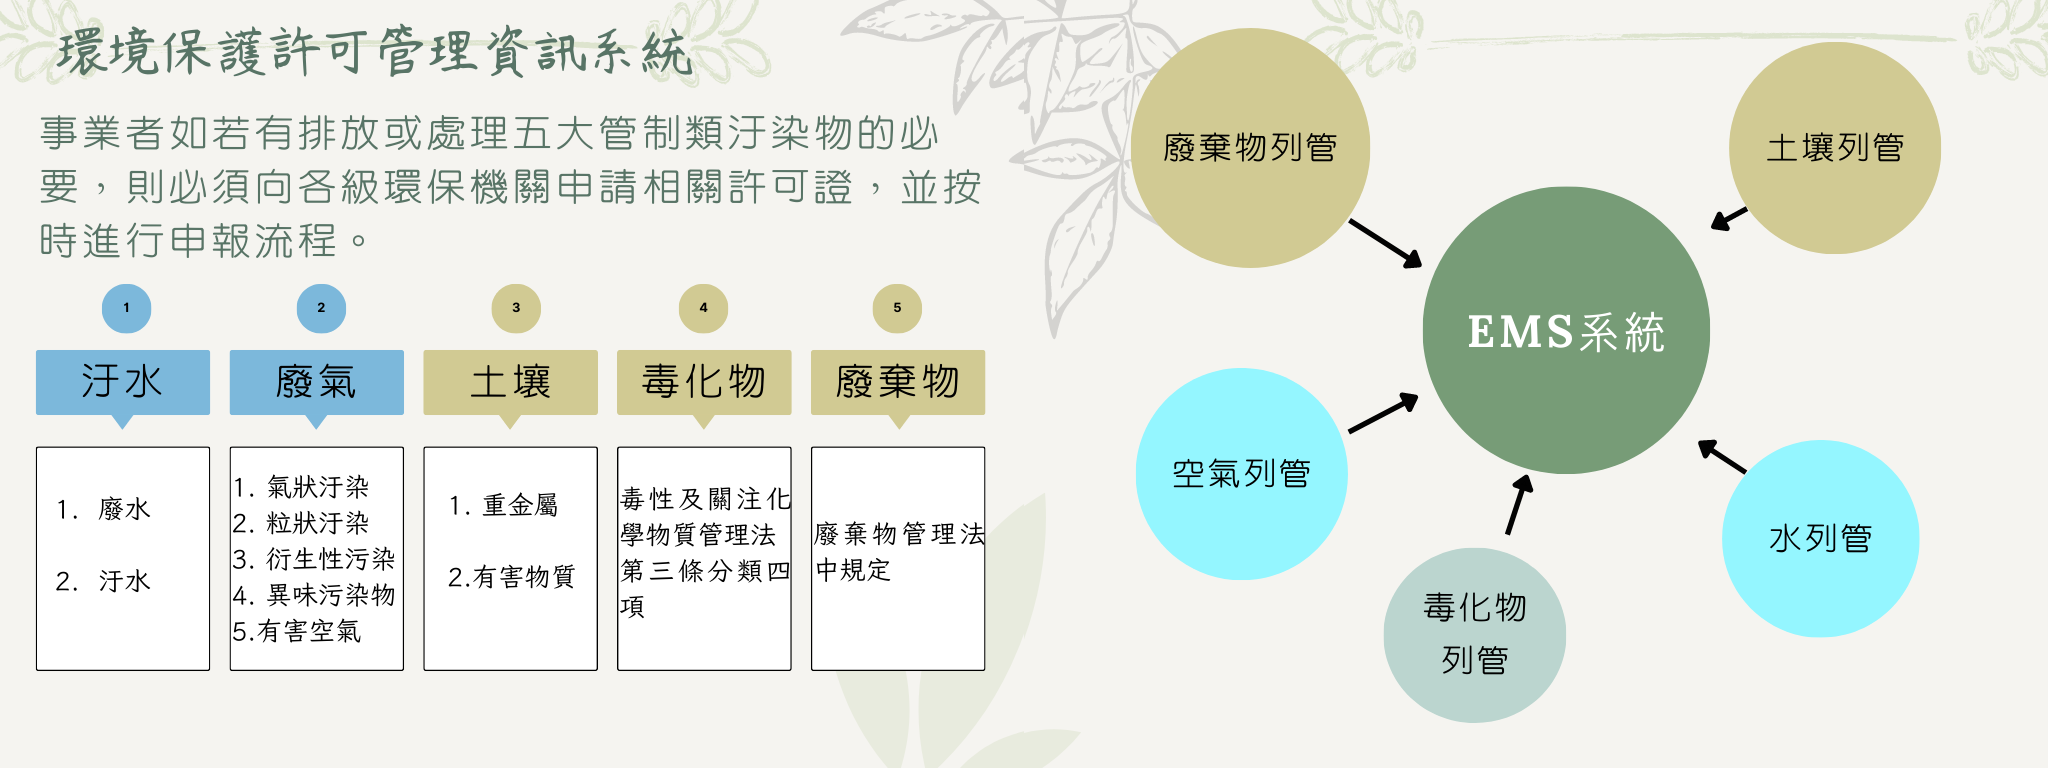 環境保護許可管理資訊系統
事業者如若有排放或處理五大管制類汙染物的必
要，則必須向各級環保機關申請相關許可證，並按
時進行申報流程。
1
汙水
1. 廢水
2. 汙水
2
廢氣
1. 氣狀汙染
2. 粒狀汙染
3. 衍生性污染
4. 異味污染物
5.有害空氣
3
土壤
1. 重金屬
2.有害物質
4
毒化物
毒性及關注化
學物質管理法
第三條分類四
項
5
廢棄物
廢棄物管理法
中規定
廢棄物列管
土壤列管
EMS系統
空氣列管
水列管
毒化物
列管